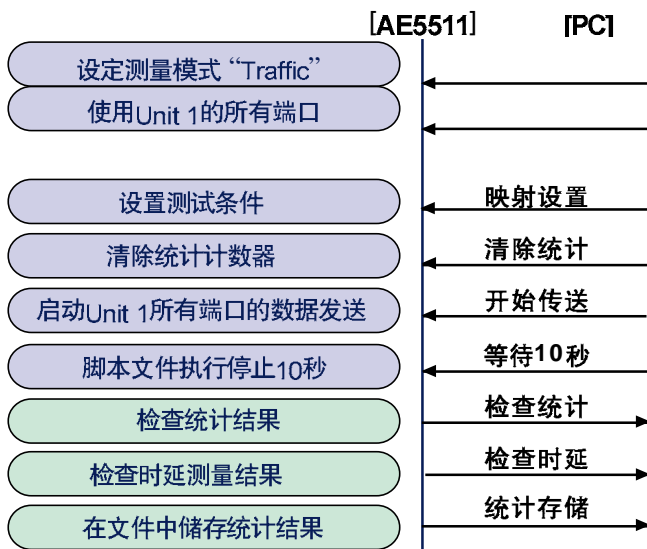 [AE5511] [PC]
设定测量模式“Traffic”
使用Unit 1的所有端口
设置测试条件 映射设置
清除统计计数器 清除统计
启动Unit 1所有端口的数据发送 开始传送
脚本文件执行停止10秒 等待10秒
检查统计结果 检查统计
检查时延测量结果 检查时延
在文件中储存统计结果 统计存储